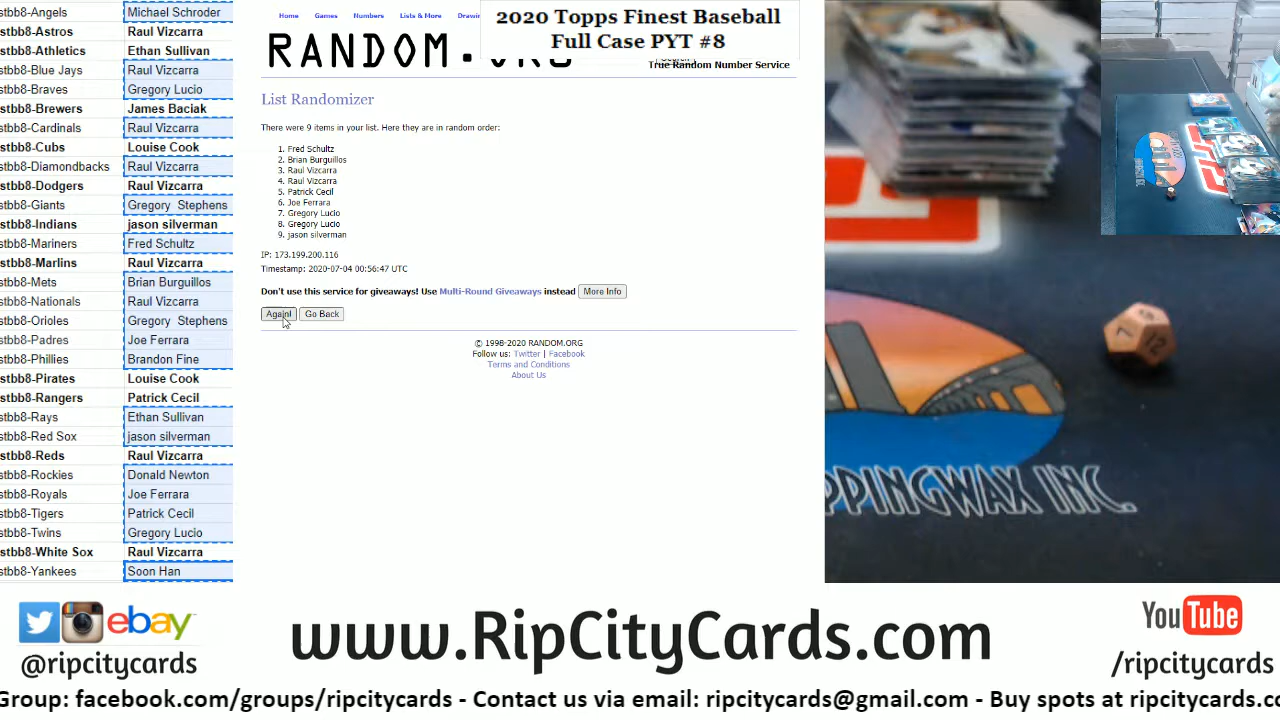 stbb8-Angels Michael Schroder
stbb8-Astros Raul Vizcarra
stbb8-Athletics Ethan Sullivan
stbb8-Blue Jays Raul Vizcarra
stbb8-Braves Gregory Lucio
stbb8-Brewers James Baciak
stbb8-Cardinals Raul Vizcarra
stbb8-Cubs Louise Cook
stbb8-Diamondbacks Raul Vizcarra
stbb8-Dodgers Raul Vizcarra
stbb8-Giants Gregory Stephens
stbb8-Indians jason silverman
stbb8-Mariners Fred Schultz
stbb8-Marlins Raul Vizcarra
stbb8-Mets Brian Burguillos
stbb8-Nationals Raul Vizcarra
stbb8-Orioles Gregory Stephens
stbb8-Padres Joe Ferrara
stbb8-Phillies Brandon Fine
stbb8-Pirates Louise Cook
stbb8-Rangers Patrick Cecil
stbb8-Rays Ethan Sullivan
stbb8-Red Sox jason silverman
stbb8-Reds Raul Vizcarra
stbb8-Rockies Donald Newton
stbb8-Royals Joe Ferrara
stbb8-Tigers Patrick Cecil
stbb8-Twins Gregory Lucio
stbb8-White Sox Raul Vizcarra
stbb8-Yankees Soon Han
Home Games Numbers Lists & More Drawin
2020 Topps Finest Baseball
Full Case PYT #8
RANDOM.ORG
True Random Number Service
List Randomizer
There were 9 items in your list. Here they are in random order:
1. Fred Schultz
2. Brian Burguillos
3. Raul Vizcarra
4. Raul Vizcarra
5. Patrick Cecil
6. Joe Ferrara
7. Gregory Lucio
8. Gregory Lucio
9. jason silverman
IP: 173.199.200.116
Timestamp: 2020-07-04 00:56:47 UTC
Don't use this service for giveaways! Use Multi-Round Giveaways instead More Info
Again! Go Back
© 1998-2020 RANDOM.ORG
Follow us: Twitter | Facebook
Terms and Conditions
About Us
7 12
PPINGWAX INC.
ebay
@ripcitycards
www.RipCityCards.com
YouTube
/ripcitycards
Group: facebook.com/groups/ripcitycards - Contact us via email: ripcitycards@gmail.com - Buy spots at ripcitycards.co